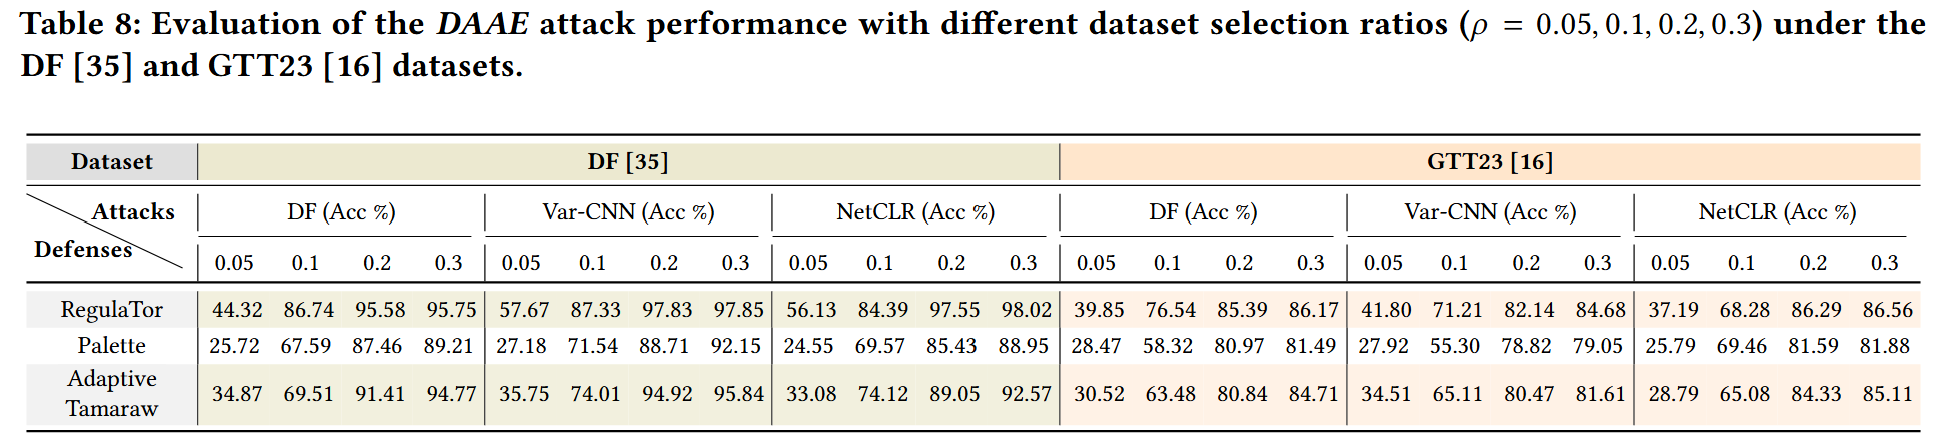 Table 8: Evaluation of the DAAE attack performance with different dataset selection ratios (ρ = 0.05, 0.1, 0.2, 0.3) under the
DF [35] and GTT23 [16] datasets.
Dataset DF [35] GTT23 [16]
Attacks DF (Acc %) Var-CNN (Acc %) NetCLR (Acc %) DF (Acc %) Var-CNN (Acc %) NetCLR (Acc %)
Defenses
0.05 0.1 0.2 0.3 0.05 0.1 0.2 0.3 0.05 0.1 0.2 0.3 0.05 0.1 0.2 0.3 0.05 0.1 0.2 0.3 0.05 0.1 0.2 0.3
RegulaTor 44.32 86.74 95.58 95.75 57.67 87.33 97.83 97.85 56.13 84.39 97.55 98.02 39.85 76.54 85.39 86.17 41.80 71.21 82.14 84.68 37.19 68.28 86.29 86.56
Palette 25.72 67.59 87.46 89.21 27.18 71.54 88.71 92.15 24.55 69.57 85.43 88.95 28.47 58.32 80.97 81.49 27.92 55.30 78.82 79.05 25.79 69.46 81.59 81.88
Adaptive
Tamaraw 34.87 69.51 91.41 94.77 35.75 74.01 94.92 95.84 33.08 74.12 89.05 92.57 30.52 63.48 80.84 84.71 34.51 65.11 80.47 81.61 28.79 65.08 84.33 85.11